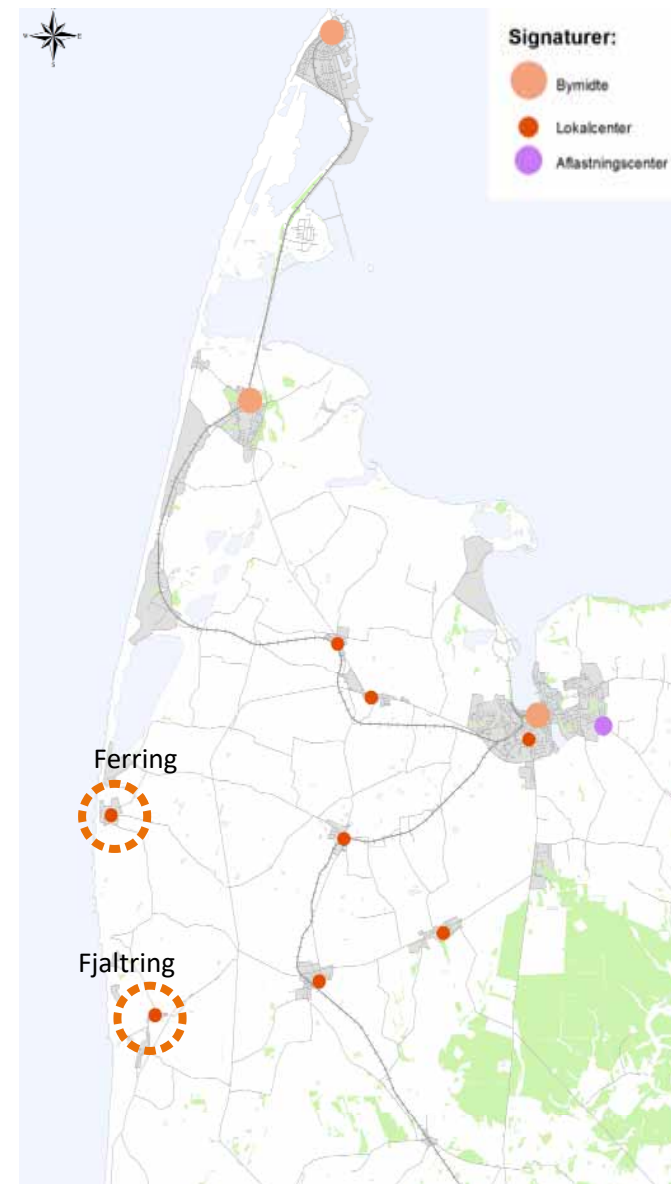 Signaturer:
Bymidte
Lokalcenter
Aflastningscenter
Ferring
Fjaltring